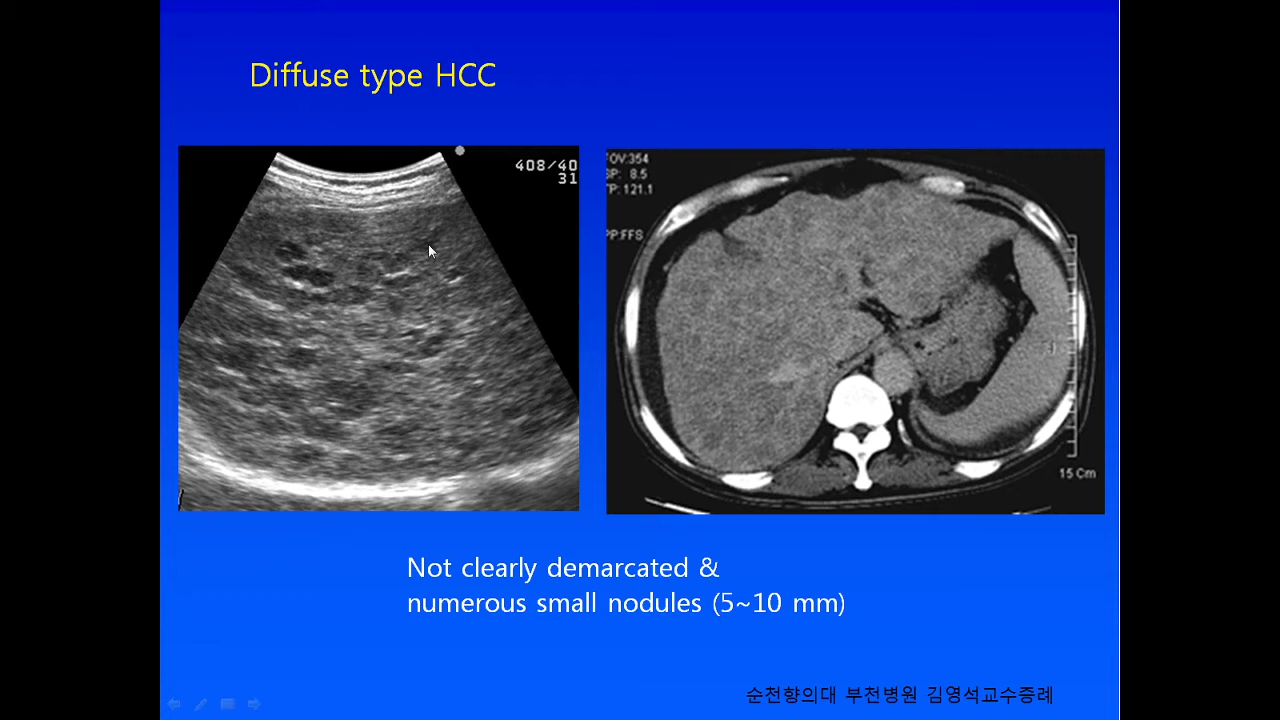 Diffuse type HCC
408/40
31
FOV:354
SP: 8.5
TP: 121.1
PP:FFS
15 Cm
Not clearly demarcated &
numerous small nodules (5~10 mm)
순천향의대 부천병원 김영석교수증례